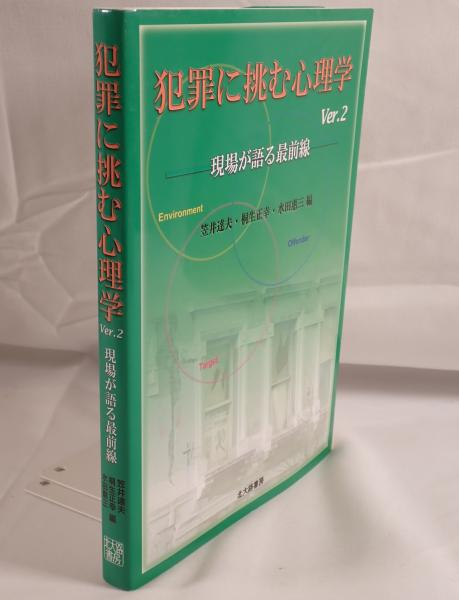 犯罪に挑む心理学
Ver.2
現場が語る最前線
笠井達夫・桐生正幸・水田惠三 編
Environment
Offender
Target
北大路書房
犯罪に挑む心理学
Ver.2
現場が語る最前線
笠井達夫
桐生正幸 編
水田惠三
北大路書房